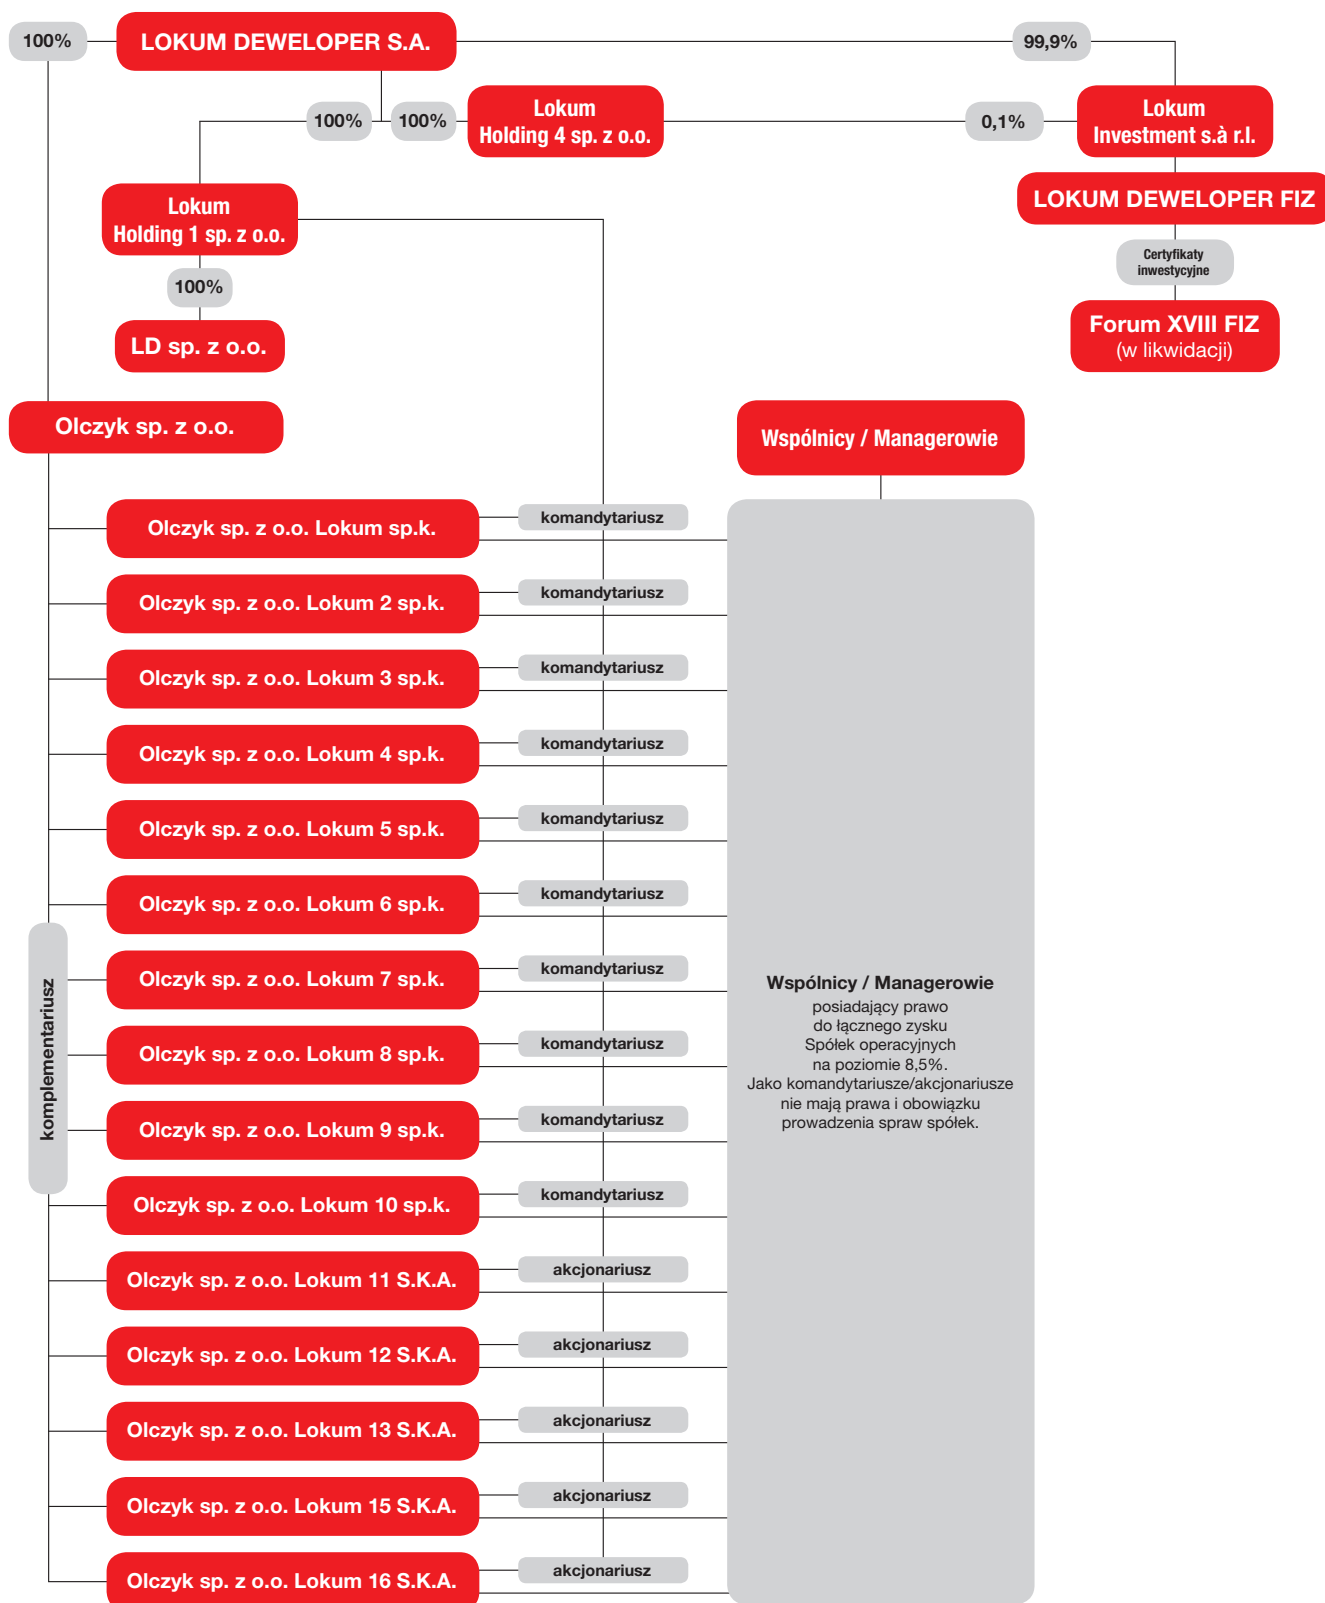 100%
LOKUM DEWELOPER S.A.
99,9%
100%
100%
Lokum
Holding 4 sp. z o.o.
0,1%
Lokum
Investment s.à r.l.
Lokum
Holding 1 sp. z o.o.
LOKUM DEWELOPER FIZ
Certyfikaty
inwestycyjne
100%
Forum XVIII FIZ
(w likwidacji)
LD sp. z o.o.
Olczyk sp. z o.o.
Wspólnicy / Managerowie
Olczyk sp. z o.o. Lokum sp.k.
komandytariusz
Olczyk sp. z o.o. Lokum 2 sp.k.
komandytariusz
Olczyk sp. z o.o. Lokum 3 sp.k.
komandytariusz
Olczyk sp. z o.o. Lokum 4 sp.k.
komandytariusz
Olczyk sp. z o.o. Lokum 5 sp.k.
komandytariusz
Olczyk sp. z o.o. Lokum 6 sp.k.
komandytariusz
Olczyk sp. z o.o. Lokum 7 sp.k.
komandytariusz
Olczyk sp. z o.o. Lokum 8 sp.k.
komandytariusz
Olczyk sp. z o.o. Lokum 9 sp.k.
komandytariusz
Olczyk sp. z o.o. Lokum 10 sp.k.
komandytariusz
Olczyk sp. z o.o. Lokum 11 S.K.A.
akcjonariusz
Olczyk sp. z o.o. Lokum 12 S.K.A.
akcjonariusz
Olczyk sp. z o.o. Lokum 13 S.K.A.
akcjonariusz
Olczyk sp. z o.o. Lokum 15 S.K.A.
akcjonariusz
Olczyk sp. z o.o. Lokum 16 S.K.A.
akcjonariusz
komplementariusz
Wspólnicy / Managerowie
posiadający prawo
do łącznego zysku
Spółek operacyjnych
na poziomie 8,5%.
Jako komandytariusze/akcjonariusze
nie mają prawa i obowiązku
prowadzenia spraw spółek.